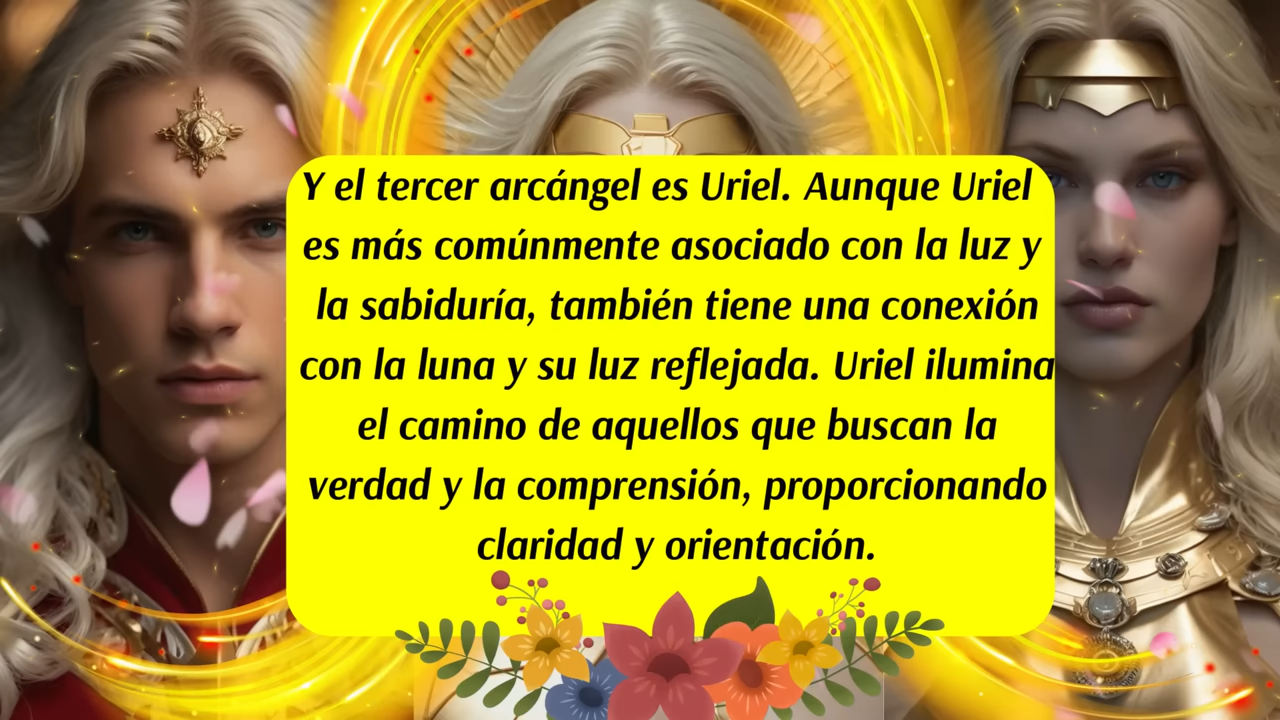 Y el tercer arcángel es Uriel. Aunque Uriel
es más comúnmente asociado con la luz y
la sabiduría, también tiene una conexión
con la luna y su luz reflejada. Uriel ilumina
el camino de aquellos que buscan la
verdad y la comprensión, proporcionando
claridad y orientación.